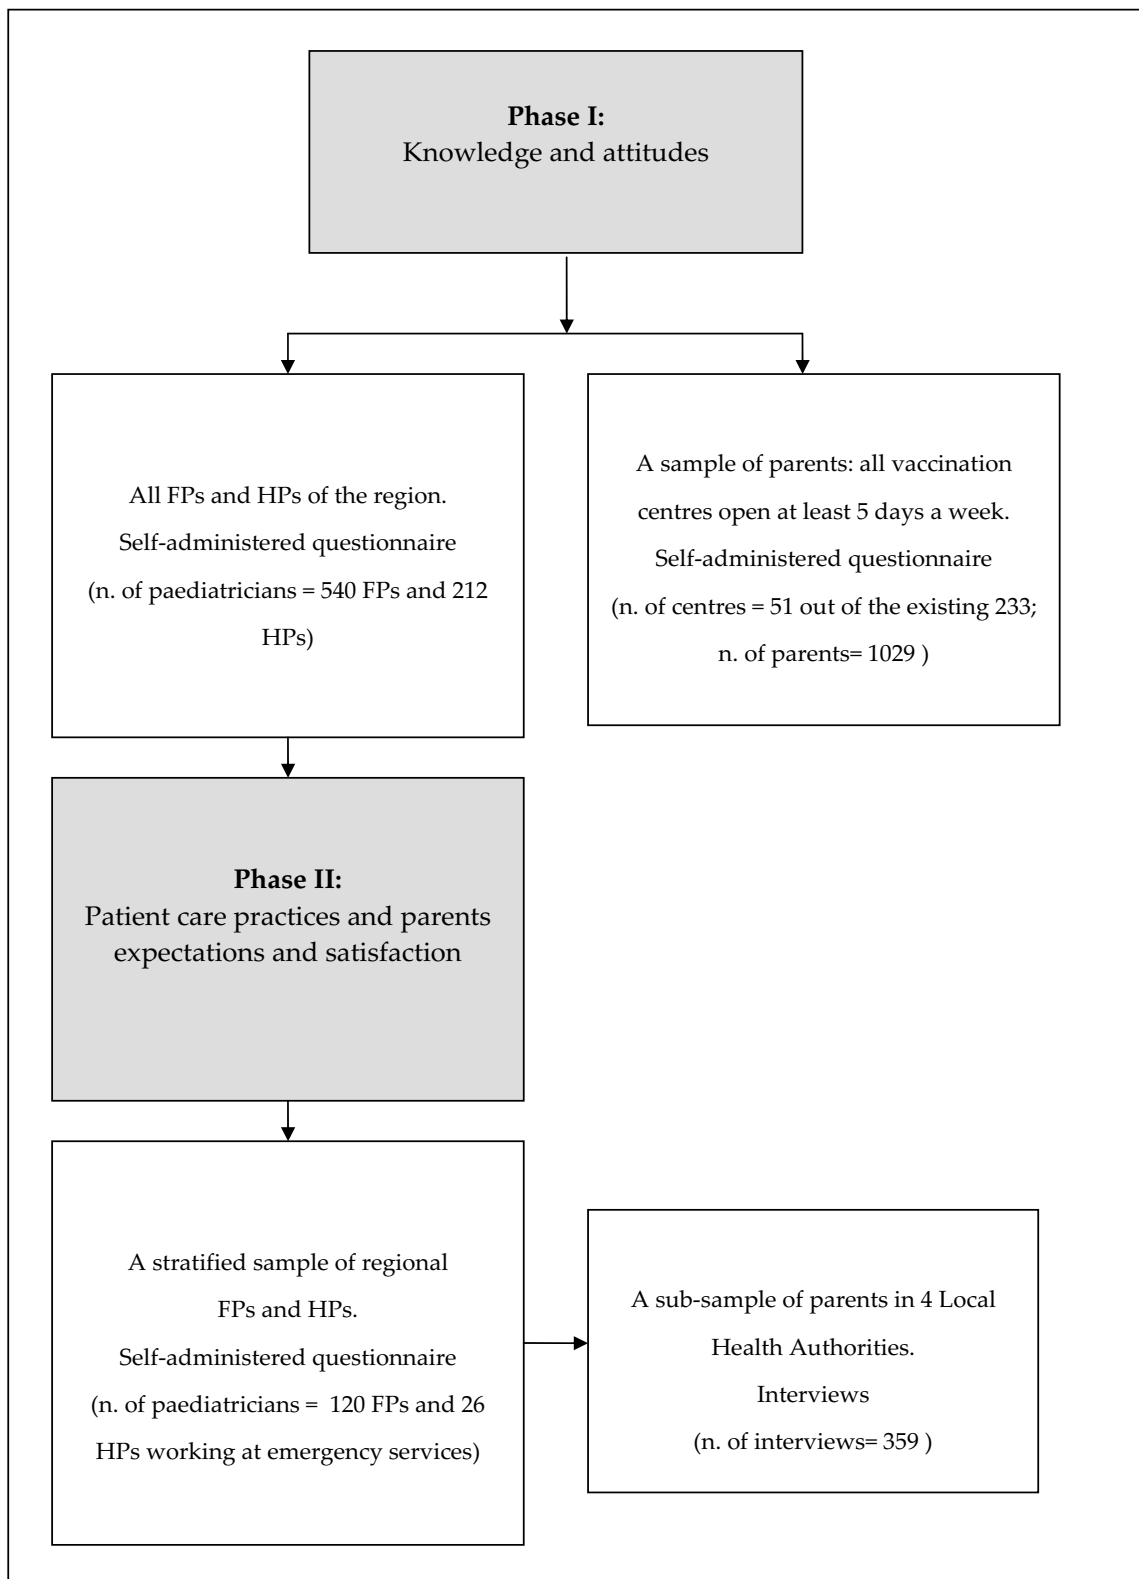 Phase I:
Knowledge and attitudes
All FPs and HPs of the region.
Self-administered questionnaire
(n. of paediatricians = 540 FPs and 212
HPs)
A sample of parents: all vaccination
centres open at least 5 days a week.
Self-administered questionnaire
(n. of centres = 51 out of the existing 233;
n. of parents= 1029 )
Phase II:
Patient care practices and parents
expectations and satisfaction
A stratified sample of regional
FPs and HPs.
Self-administered questionnaire
(n. of paediatricians =  120 FPs and 26
HPs working at emergency services)
A sub-sample of parents in 4 Local
Health Authorities.
Interviews
(n. of interviews= 359 )